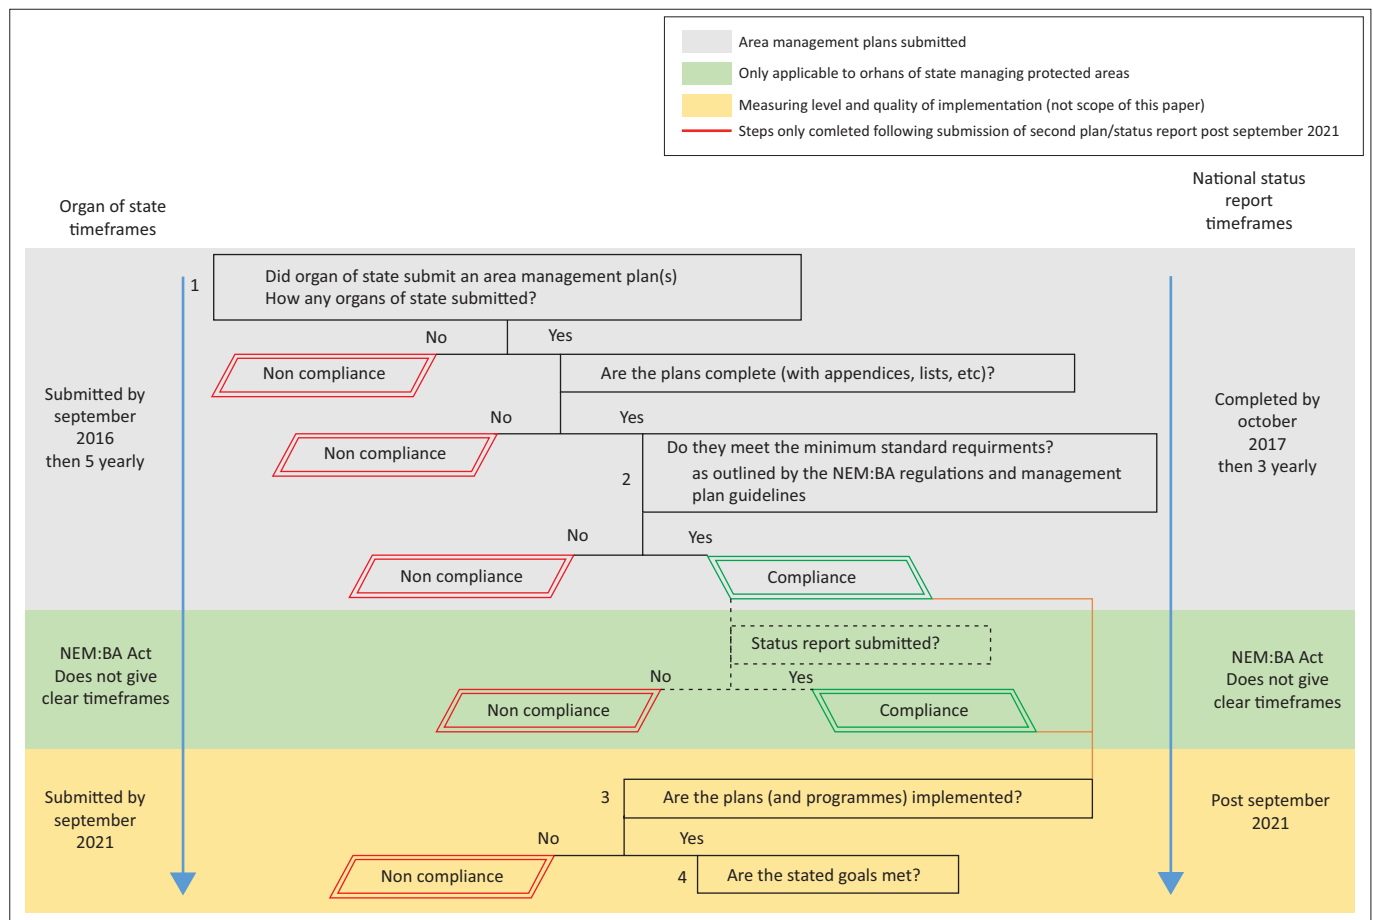 Area management plans submitted
Only applicable to orhans of state managing protected areas
Measuring level and quality of implementation (not scope of this paper)
Steps only comleted following submission of second plan/status report post september 2021
Organ of state
timeframes
National status
report
timeframes
1
Did organ of state submit an area management plan(s)
How any organs of state submitted?
No
Yes
Non compliance
Are the plans complete (with appendices, lists, etc)?
Submitted by
september
2016
then 5 yearly
Completed by
october
2017
then 3 yearly
No
Yes
Non compliance
2
Do they meet the minimum standard requirments?
as outlined by the NEM:BA regulations and management
plan guidelines
No
Yes
Non compliance
Compliance
NEM:BA Act
Does not give
clear timeframes
Status report submitted?
NEM:BA Act
Does not give
clear timeframes
No
Yes
Non compliance
Compliance
Submitted by
september
2021
3
Are the plans (and programmes) implemented?
Post september
2021
No
Yes
Non compliance
4
Are the stated goals met?